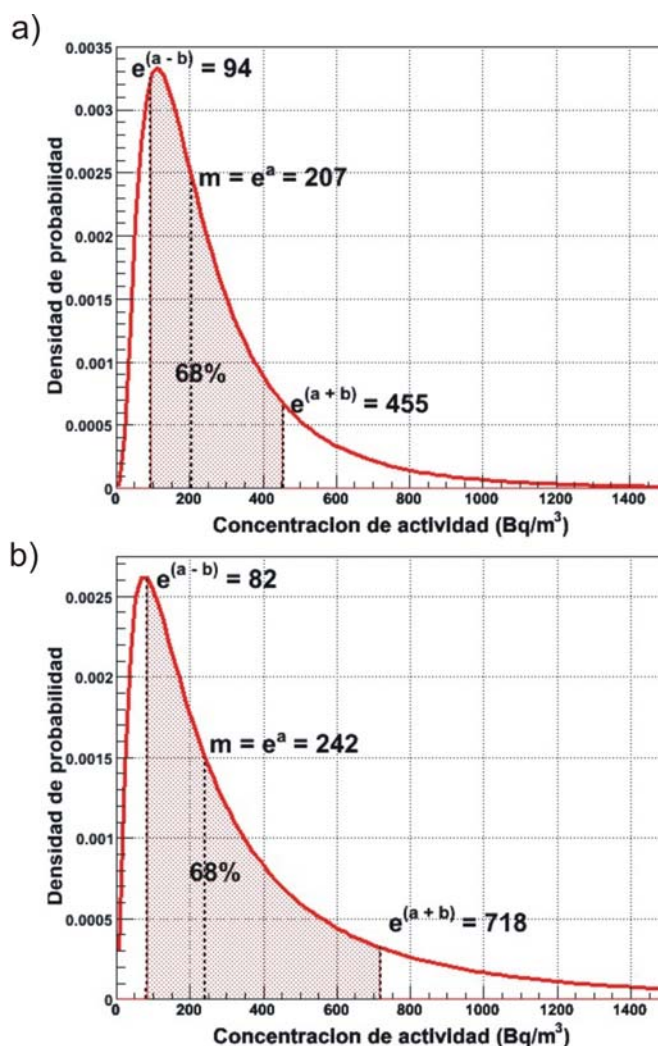 a)
Densidad de probabilidad
0.0035
0.003
0.0025
0.002
0.0015
0.001
0.0005
0
e^(a - b) = 94
m = e^a = 207
68%
e^(a + b) = 455
0 200 400 600 800 1000 1200 1400
Concentracion de actividad (Bq/m³)
b)
Densidad de probabilidad
0.0025
0.002
0.0015
0.001
0.0005
0
e^(a - b) = 82
m = e^a = 242
68%
e^(a + b) = 718
0 200 400 600 800 1000 1200 1400
Concentracion de actividad (Bq/m³)